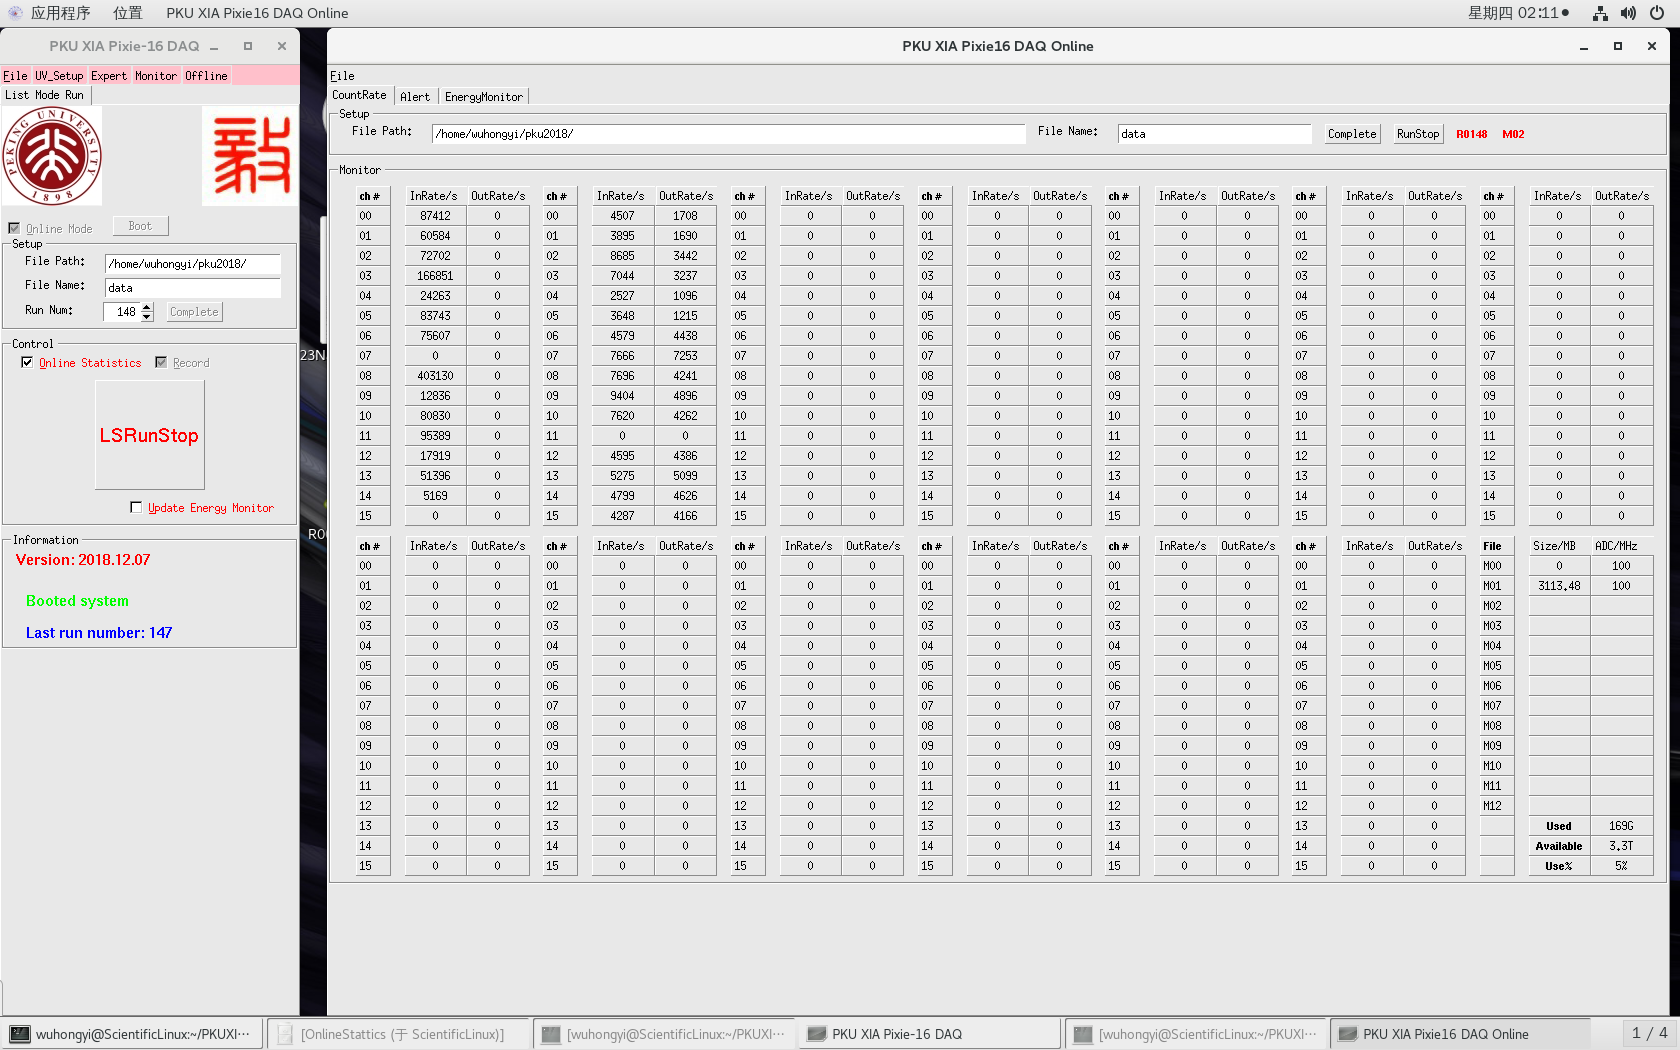 应用程序 位置 PKU XIA Pixie16 DAQ Online 星期四 02:11
PKU XIA Pixie-16 DAQ
File UV_Setup Expert Monitor Offline
List Mode Run
PEKING UNIVERSITY
1898
Online Mode Boot
Setup
File Path: /home/wuhongyi/pku2018/
File Name: data
Run Num: 148 Complete
Control
Online Statistics Record
LSRunStop
Update Energy Monitor
Information
Version: 2018.12.07
Booted system
Last run number: 147
23N
R0
PKU XIA Pixie16 DAQ Online
File
CountRate Alert EnergyMonitor
Setup
File Path: /home/wuhongyi/pku2018/ File Name: data Complete RunStop R0148 M02
Monitor
ch # InRate/s OutRate/s ch # InRate/s OutRate/s ch # InRate/s OutRate/s ch # InRate/s OutRate/s ch # InRate/s OutRate/s ch # InRate/s OutRate/s ch # InRate/s OutRate/s
00 87412 0 00 4507 1708 00 0 0 00 0 0 00 0 0 00 0 0 00 0 0
01 60584 0 01 3895 1690 01 0 0 01 0 0 01 0 0 01 0 0 01 0 0
02 72702 0 02 8685 3442 02 0 0 02 0 0 02 0 0 02 0 0 02 0 0
03 166851 0 03 7044 3237 03 0 0 03 0 0 03 0 0 03 0 0 03 0 0
04 24263 0 04 2527 1096 04 0 0 04 0 0 04 0 0 04 0 0 04 0 0
05 83743 0 05 3648 1215 05 0 0 05 0 0 05 0 0 05 0 0 05 0 0
06 75607 0 06 4579 4438 06 0 0 06 0 0 06 0 0 06 0 0 06 0 0
07 0 0 07 7666 7253 07 0 0 07 0 0 07 0 0 07 0 0 07 0 0
08 403130 0 08 7696 4241 08 0 0 08 0 0 08 0 0 08 0 0 08 0 0
09 12836 0 09 9404 4896 09 0 0 09 0 0 09 0 0 09 0 0 09 0 0
10 80830 0 10 7620 4262 10 0 0 10 0 0 10 0 0 10 0 0 10 0 0
11 95389 0 11 0 0 11 0 0 11 0 0 11 0 0 11 0 0 11 0 0
12 17919 0 12 4595 4386 12 0 0 12 0 0 12 0 0 12 0 0 12 0 0
13 51396 0 13 5275 5099 13 0 0 13 0 0 13 0 0 13 0 0 13 0 0
14 5169 0 14 4799 4626 14 0 0 14 0 0 14 0 0 14 0 0 14 0 0
15 0 0 15 4287 4166 15 0 0 15 0 0 15 0 0 15 0 0 15 0 0
ch # InRate/s OutRate/s ch # InRate/s OutRate/s ch # InRate/s OutRate/s ch # InRate/s OutRate/s ch # InRate/s OutRate/s ch # InRate/s OutRate/s File Size/MB ADC/MHz
00 0 0 00 0 0 00 0 0 00 0 0 00 0 0 00 0 0 M00 0 100
01 0 0 01 0 0 01 0 0 01 0 0 01 0 0 01 0 0 M01 3113.48 100
02 0 0 02 0 0 02 0 0 02 0 0 02 0 0 02 0 0 M02
03 0 0 03 0 0 03 0 0 03 0 0 03 0 0 03 0 0 M03
04 0 0 04 0 0 04 0 0 04 0 0 04 0 0 04 0 0 M04
05 0 0 05 0 0 05 0 0 05 0 0 05 0 0 05 0 0 M05
06 0 0 06 0 0 06 0 0 06 0 0 06 0 0 06 0 0 M06
07 0 0 07 0 0 07 0 0 07 0 0 07 0 0 07 0 0 M07
08 0 0 08 0 0 08 0 0 08 0 0 08 0 0 08 0 0 M08
09 0 0 09 0 0 09 0 0 09 0 0 09 0 0 09 0 0 M09
10 0 0 10 0 0 10 0 0 10 0 0 10 0 0 10 0 0 M10
11 0 0 11 0 0 11 0 0 11 0 0 11 0 0 11 0 0 M11
12 0 0 12 0 0 12 0 0 12 0 0 12 0 0 12 0 0 M12
13 0 0 13 0 0 13 0 0 13 0 0 13 0 0 13 0 0 Used 169G
14 0 0 14 0 0 14 0 0 14 0 0 14 0 0 14 0 0 Available 3.3T
15 0 0 15 0 0 15 0 0 15 0 0 15 0 0 15 0 0 Use% 5%
wuhongyi@ScientificLinux:~/PKUXI··· [OnlineStattics (于 ScientificLinux)] [wuhongyi@ScientificLinux:~/PKUXI··· PKU XIA Pixie-16 DAQ [wuhongyi@ScientificLinux:~/PKUXI··· PKU XIA Pixie16 DAQ Online 1 / 4